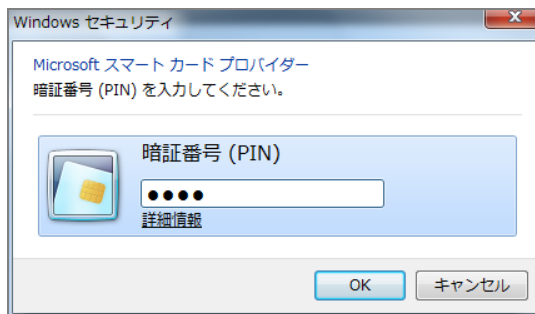 Windows セキュリティ
Microsoft スマート カード プロバイダー
暗証番号 (PIN) を入力してください。
暗証番号 (PIN)
●●●●
詳細情報
OK
キャンセル